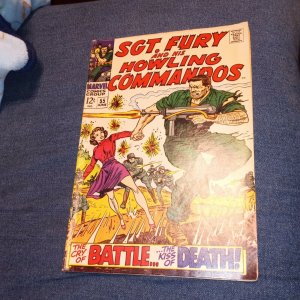 SGT. FURY
AND HIS
HOWLING
COMMANDOS
MARVEL
COMICS
GROUP
12¢
55
JUNE
THE CRY OF BATTLE... ...THE KISS OF DEATH!